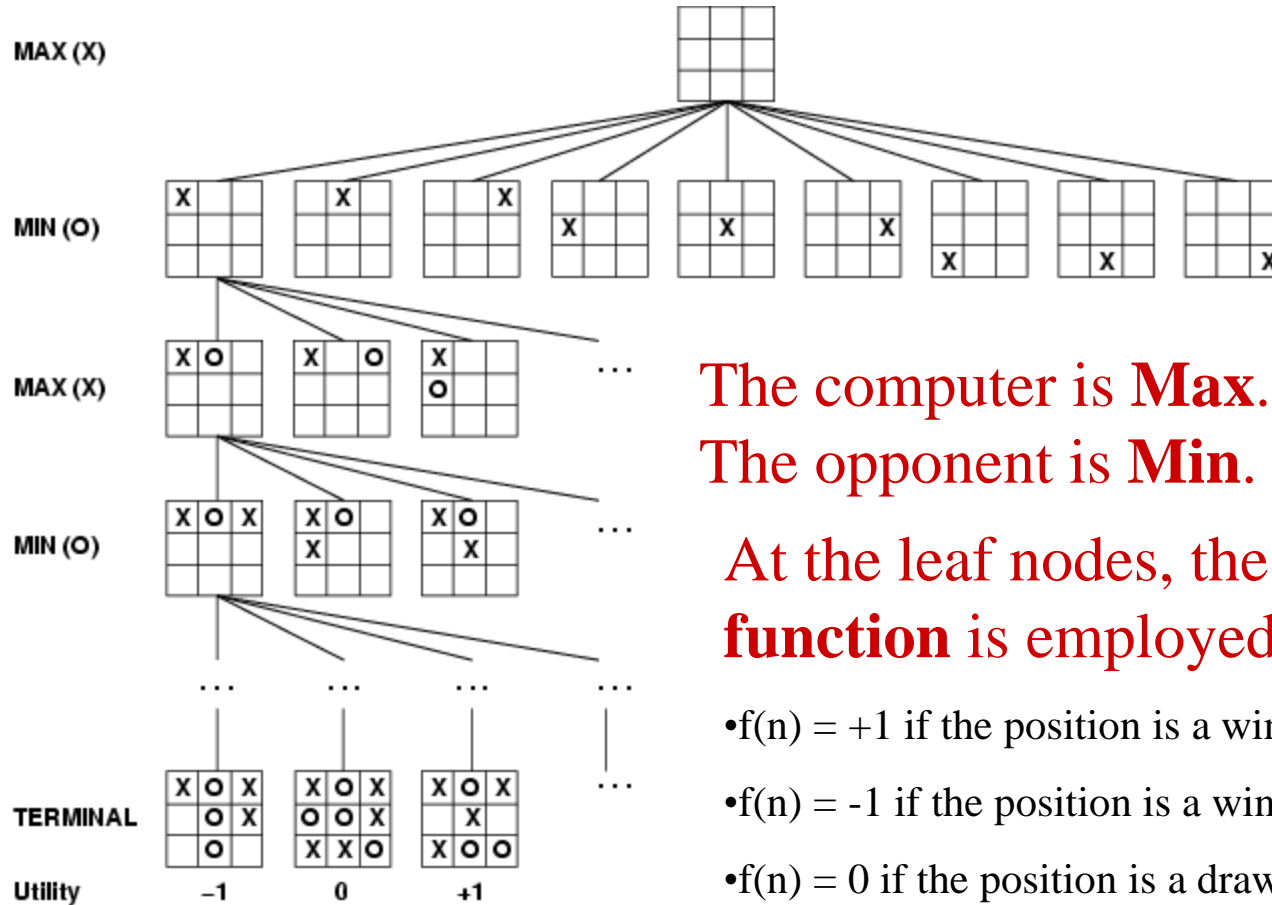 MAX (X)
X X X
MIN (O) X X X
X X X
X O X O X
MAX (X) O ...
The computer is Max.
The opponent is Min.
X O X X O X O
MIN (O) X X ...
At the leaf nodes, the
function is employed
... ... ... ...
•f(n) = +1 if the position is a win
X O X X O X X O X ...
TERMINAL O X O O X X
•f(n) = -1 if the position is a win
O X X O X O O
•f(n) = 0 if the position is a draw
Utility −1 0 +1